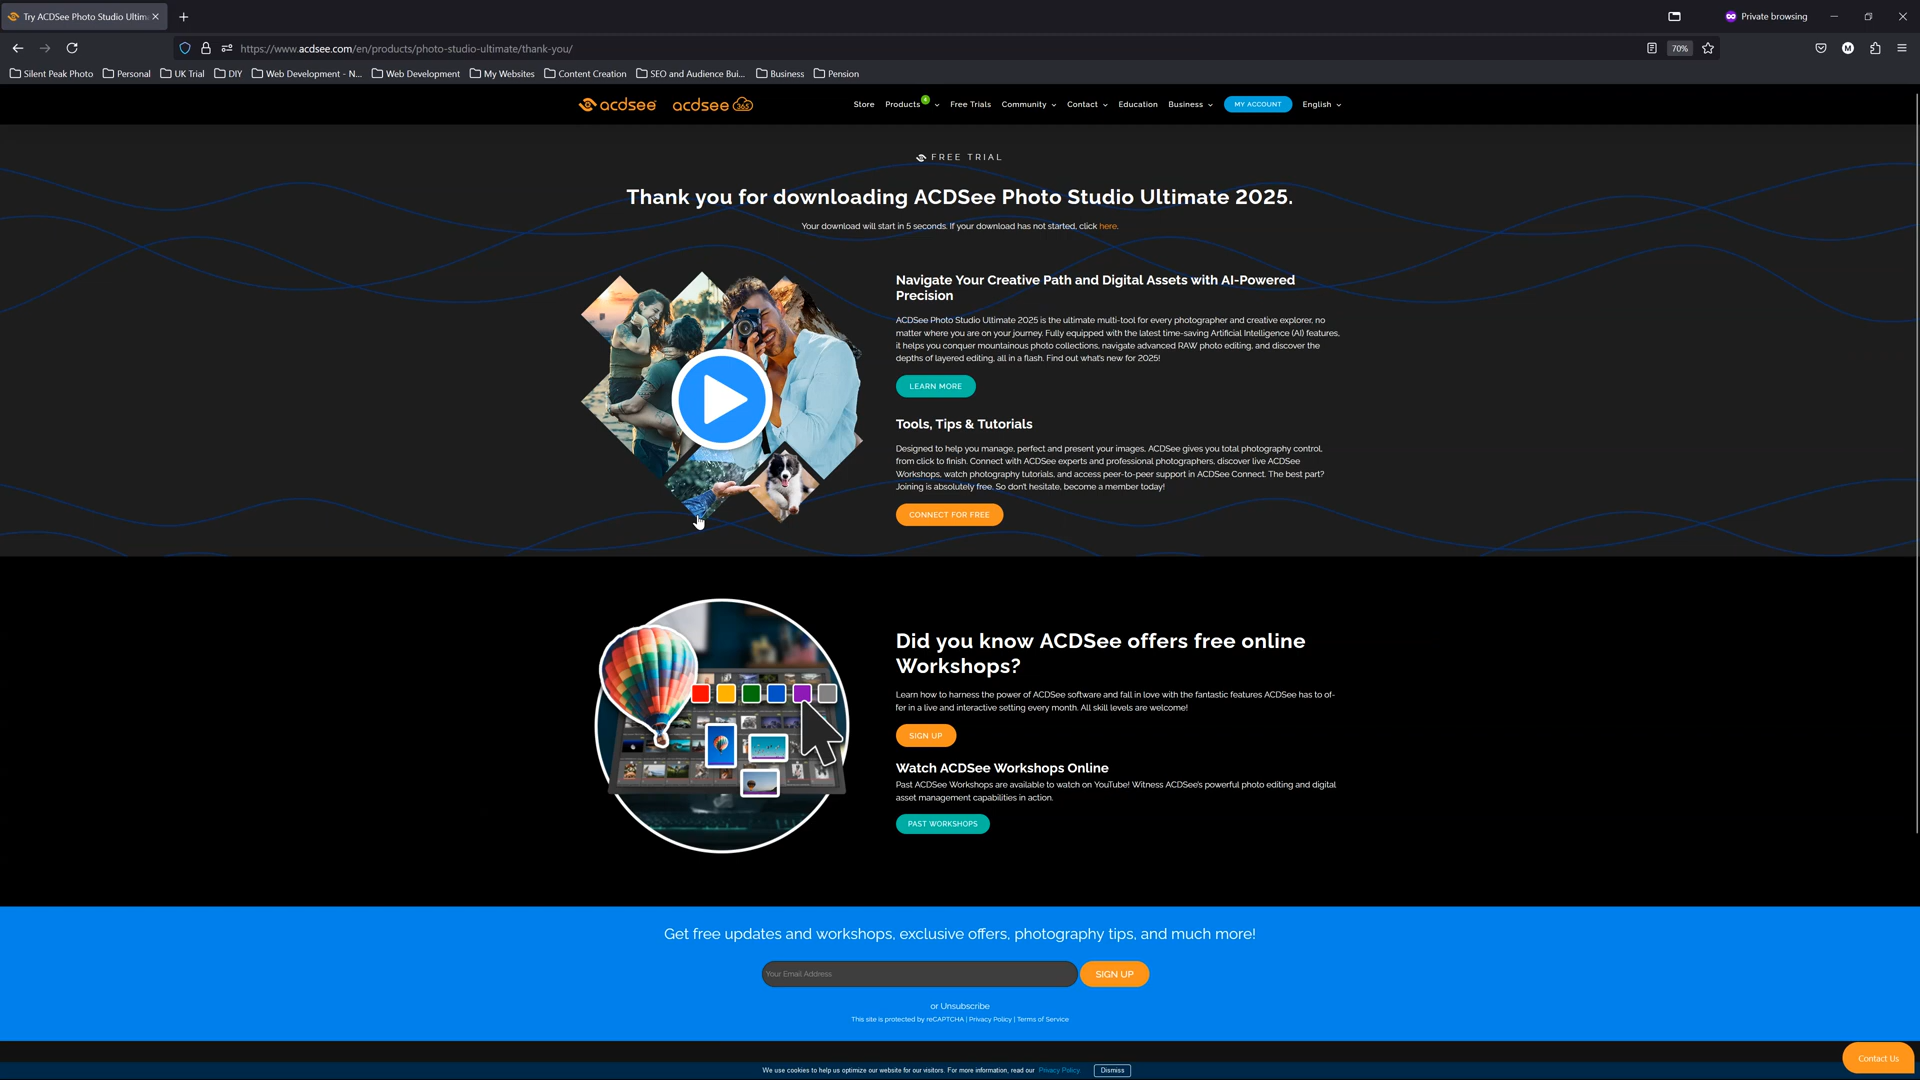 Try ACDSee Photo Studio Ultim
Private browsing
https://www.acdsee.com/en/products/photo-studio-ultimate/thank-you/
70%
Silent Peak Photo Personal UK Trial DIY Web Development - N... Web Development My Websites Content Creation SEO and Audience Bui... Business Pension
acdsee acdsee 365 Store Products 4 Free Trials Community Contact Education Business MY ACCOUNT English
FREE TRIAL
Thank you for downloading ACDSee Photo Studio Ultimate 2025.
Your download will start in 5 seconds. If your download has not started, click here.
Navigate Your Creative Path and Digital Assets with AI-Powered
Precision
ACDSee Photo Studio Ultimate 2025 is the ultimate multi-tool for every photographer and creative explorer, no
matter where you are on your journey. Fully equipped with the latest time-saving Artificial Intelligence (AI) features,
it helps you conquer mountainous photo collections, navigate advanced RAW photo editing, and discover the
depths of layered editing, all in a flash. Find out what's new for 2025!
LEARN MORE
Tools, Tips & Tutorials
Designed to help you manage, perfect and present your images, ACDSee gives you total photography control,
from click to finish. Connect with ACDSee experts and professional photographers, discover live ACDSee
Workshops, watch photography tutorials, and access peer-to-peer support in ACDSee Connect. The best part?
Joining is absolutely free. So don't hesitate, become a member today!
CONNECT FOR FREE
Did you know ACDSee offers free online
Workshops?
Learn how to harness the power of ACDSee software and fall in love with the fantastic features ACDSee has to of-
fer in a live and interactive setting every month. All skill levels are welcome!
SIGN UP
Watch ACDSee Workshops Online
Past ACDSee Workshops are available to watch on YouTube! Witness ACDSee's powerful photo editing and digital
asset management capabilities in action.
PAST WORKSHOPS
Get free updates and workshops, exclusive offers, photography tips, and much more!
Your Email Address
SIGN UP
or Unsubscribe
This site is protected by reCAPTCHA | Privacy Policy | Terms of Service
Contact Us
We use cookies to help us optimize our website for our visitors. For more information, read our Privacy Policy. Dismiss